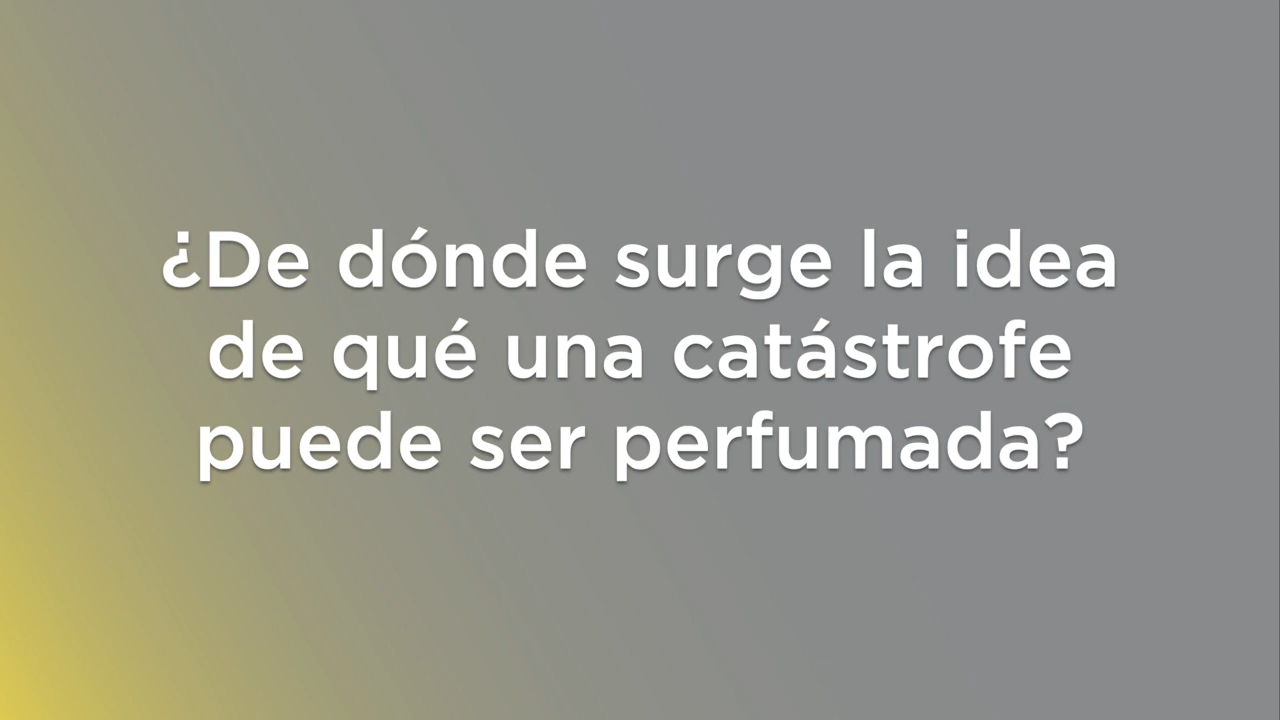 ¿De dónde surge la idea
de qué una catástrofe
puede ser perfumada?